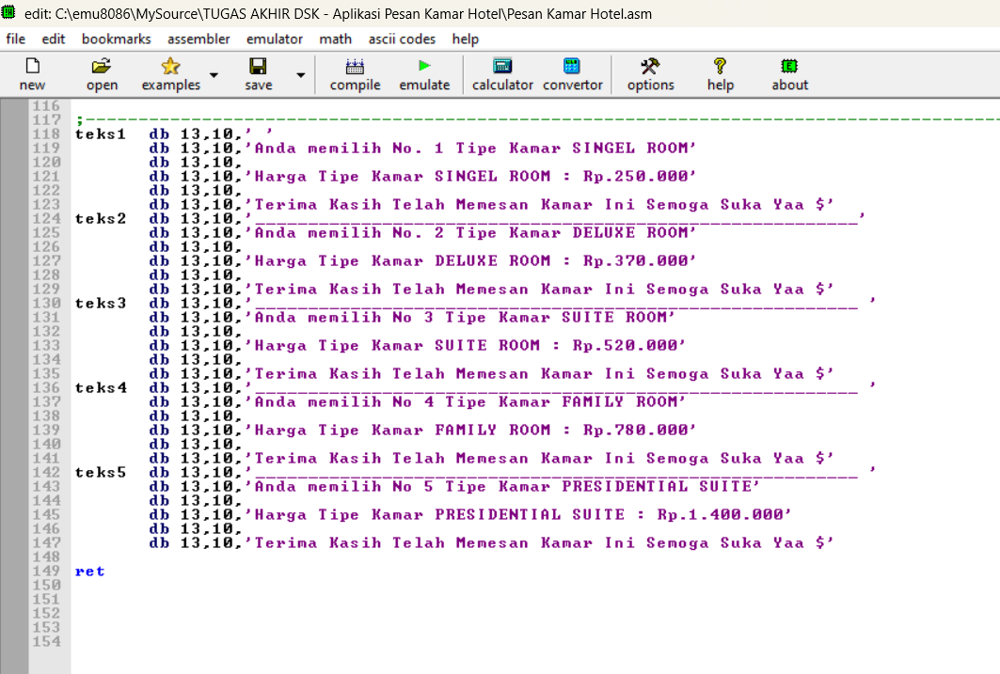 edit: C:\emu8086\MySource\TUGAS AKHIR DSK - Aplikasi Pesan Kamar Hotel\Pesan Kamar Hotel.asm
file edit bookmarks assembler emulator math ascii codes help
new open examples save compile emulate calculator convertor options help about
116
117 ;--------------------------------------------------------------------------------------
118 teks1 db 13,10,' '
119 db 13,10,'Anda memilih No. 1 Tipe Kamar SINGEL ROOM'
120 db 13,10,
121 db 13,10,'Harga Tipe Kamar SINGEL ROOM : Rp.250.000'
122 db 13,10,
123 db 13,10,'Terima Kasih Telah Memesan Kamar Ini Semoga Suka Yaa $'
124 teks2 db 13,10,'_________________________________________________________'
125 db 13,10,'Anda memilih No. 2 Tipe Kamar DELUXE ROOM'
126 db 13,10,
127 db 13,10,'Harga Tipe Kamar DELUXE ROOM : Rp.370.000'
128 db 13,10,
129 db 13,10,'Terima Kasih Telah Memesan Kamar Ini Semoga Suka Yaa $'
130 teks3 db 13,10,'_________________________________________________________ '
131 db 13,10,'Anda memilih No 3 Tipe Kamar SUITE ROOM'
132 db 13,10,
133 db 13,10,'Harga Tipe Kamar SUITE ROOM : Rp.520.000'
134 db 13,10,
135 db 13,10,'Terima Kasih Telah Memesan Kamar Ini Semoga Suka Yaa $'
136 teks4 db 13,10,'_________________________________________________________ '
137 db 13,10,'Anda memilih No 4 Tipe Kamar FAMILY ROOM'
138 db 13,10,
139 db 13,10,'Harga Tipe Kamar FAMILY ROOM : Rp.780.000'
140 db 13,10,
141 db 13,10,'Terima Kasih Telah Memesan Kamar Ini Semoga Suka Yaa $'
142 teks5 db 13,10,'_________________________________________________________ '
143 db 13,10,'Anda memilih No 5 Tipe Kamar PRESIDENTIAL SUITE'
144 db 13,10,
145 db 13,10,'Harga Tipe Kamar PRESIDENTIAL SUITE : Rp.1.400.000'
146 db 13,10,
147 db 13,10,'Terima Kasih Telah Memesan Kamar Ini Semoga Suka Yaa $'
148
149 ret
150
151
152
153
154